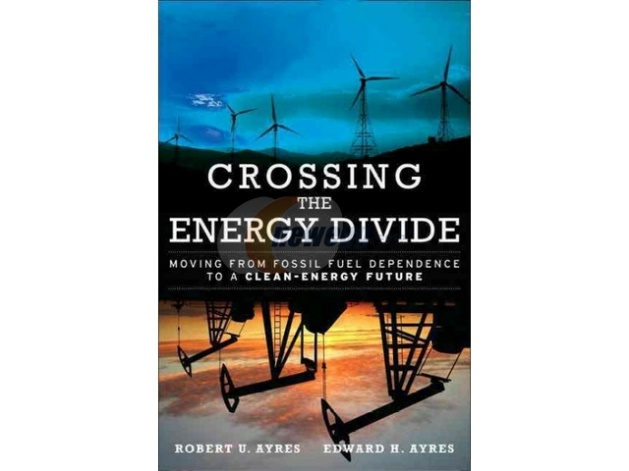 CROSSING
THE
ENERGY DIVIDE
MOVING FROM FOSSIL FUEL DEPENDENCE
TO A CLEAN-ENERGY FUTURE
ROBERT U. AYRES EDWARD H. AYRES